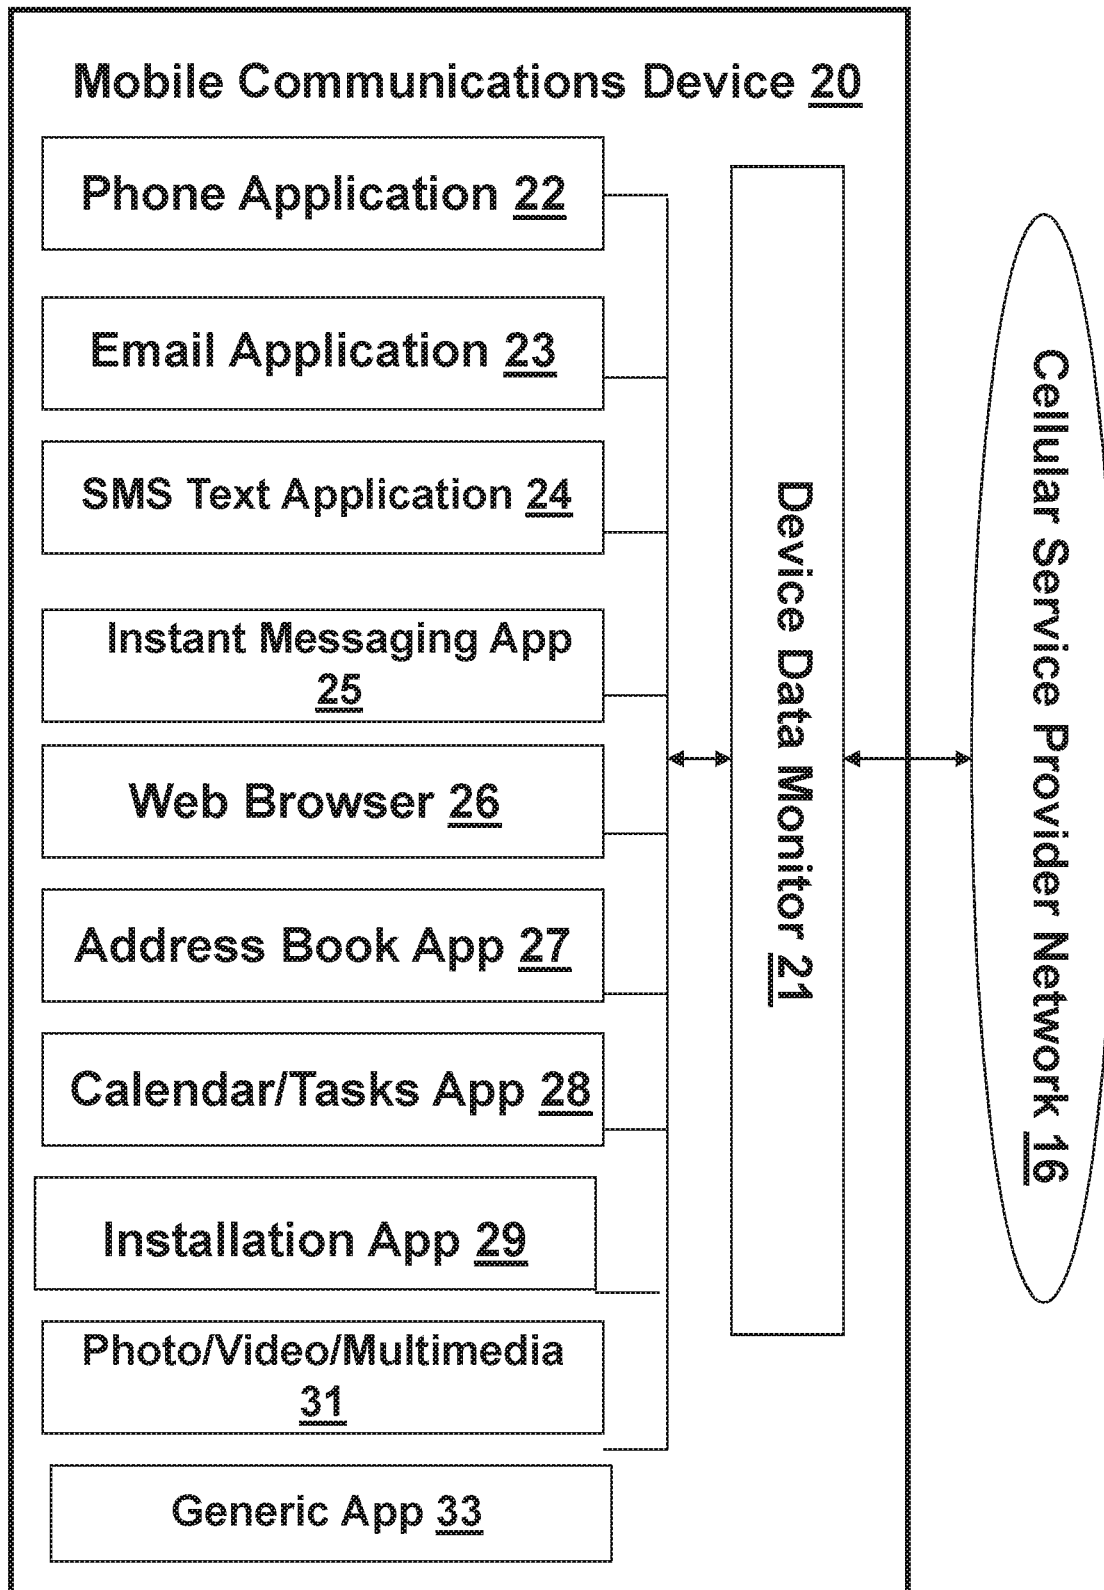 Mobile Communications Device 20
Phone Application 22
Email Application 23
SMS Text Application 24
Instant Messaging App
25
Web Browser 26
Address Book App 27
Calendar/Tasks App 28
Installation App 29
Photo/Video/Multimedia
31
Generic App 33
Device Data Monitor 21
Cellular Service Provider Network 16